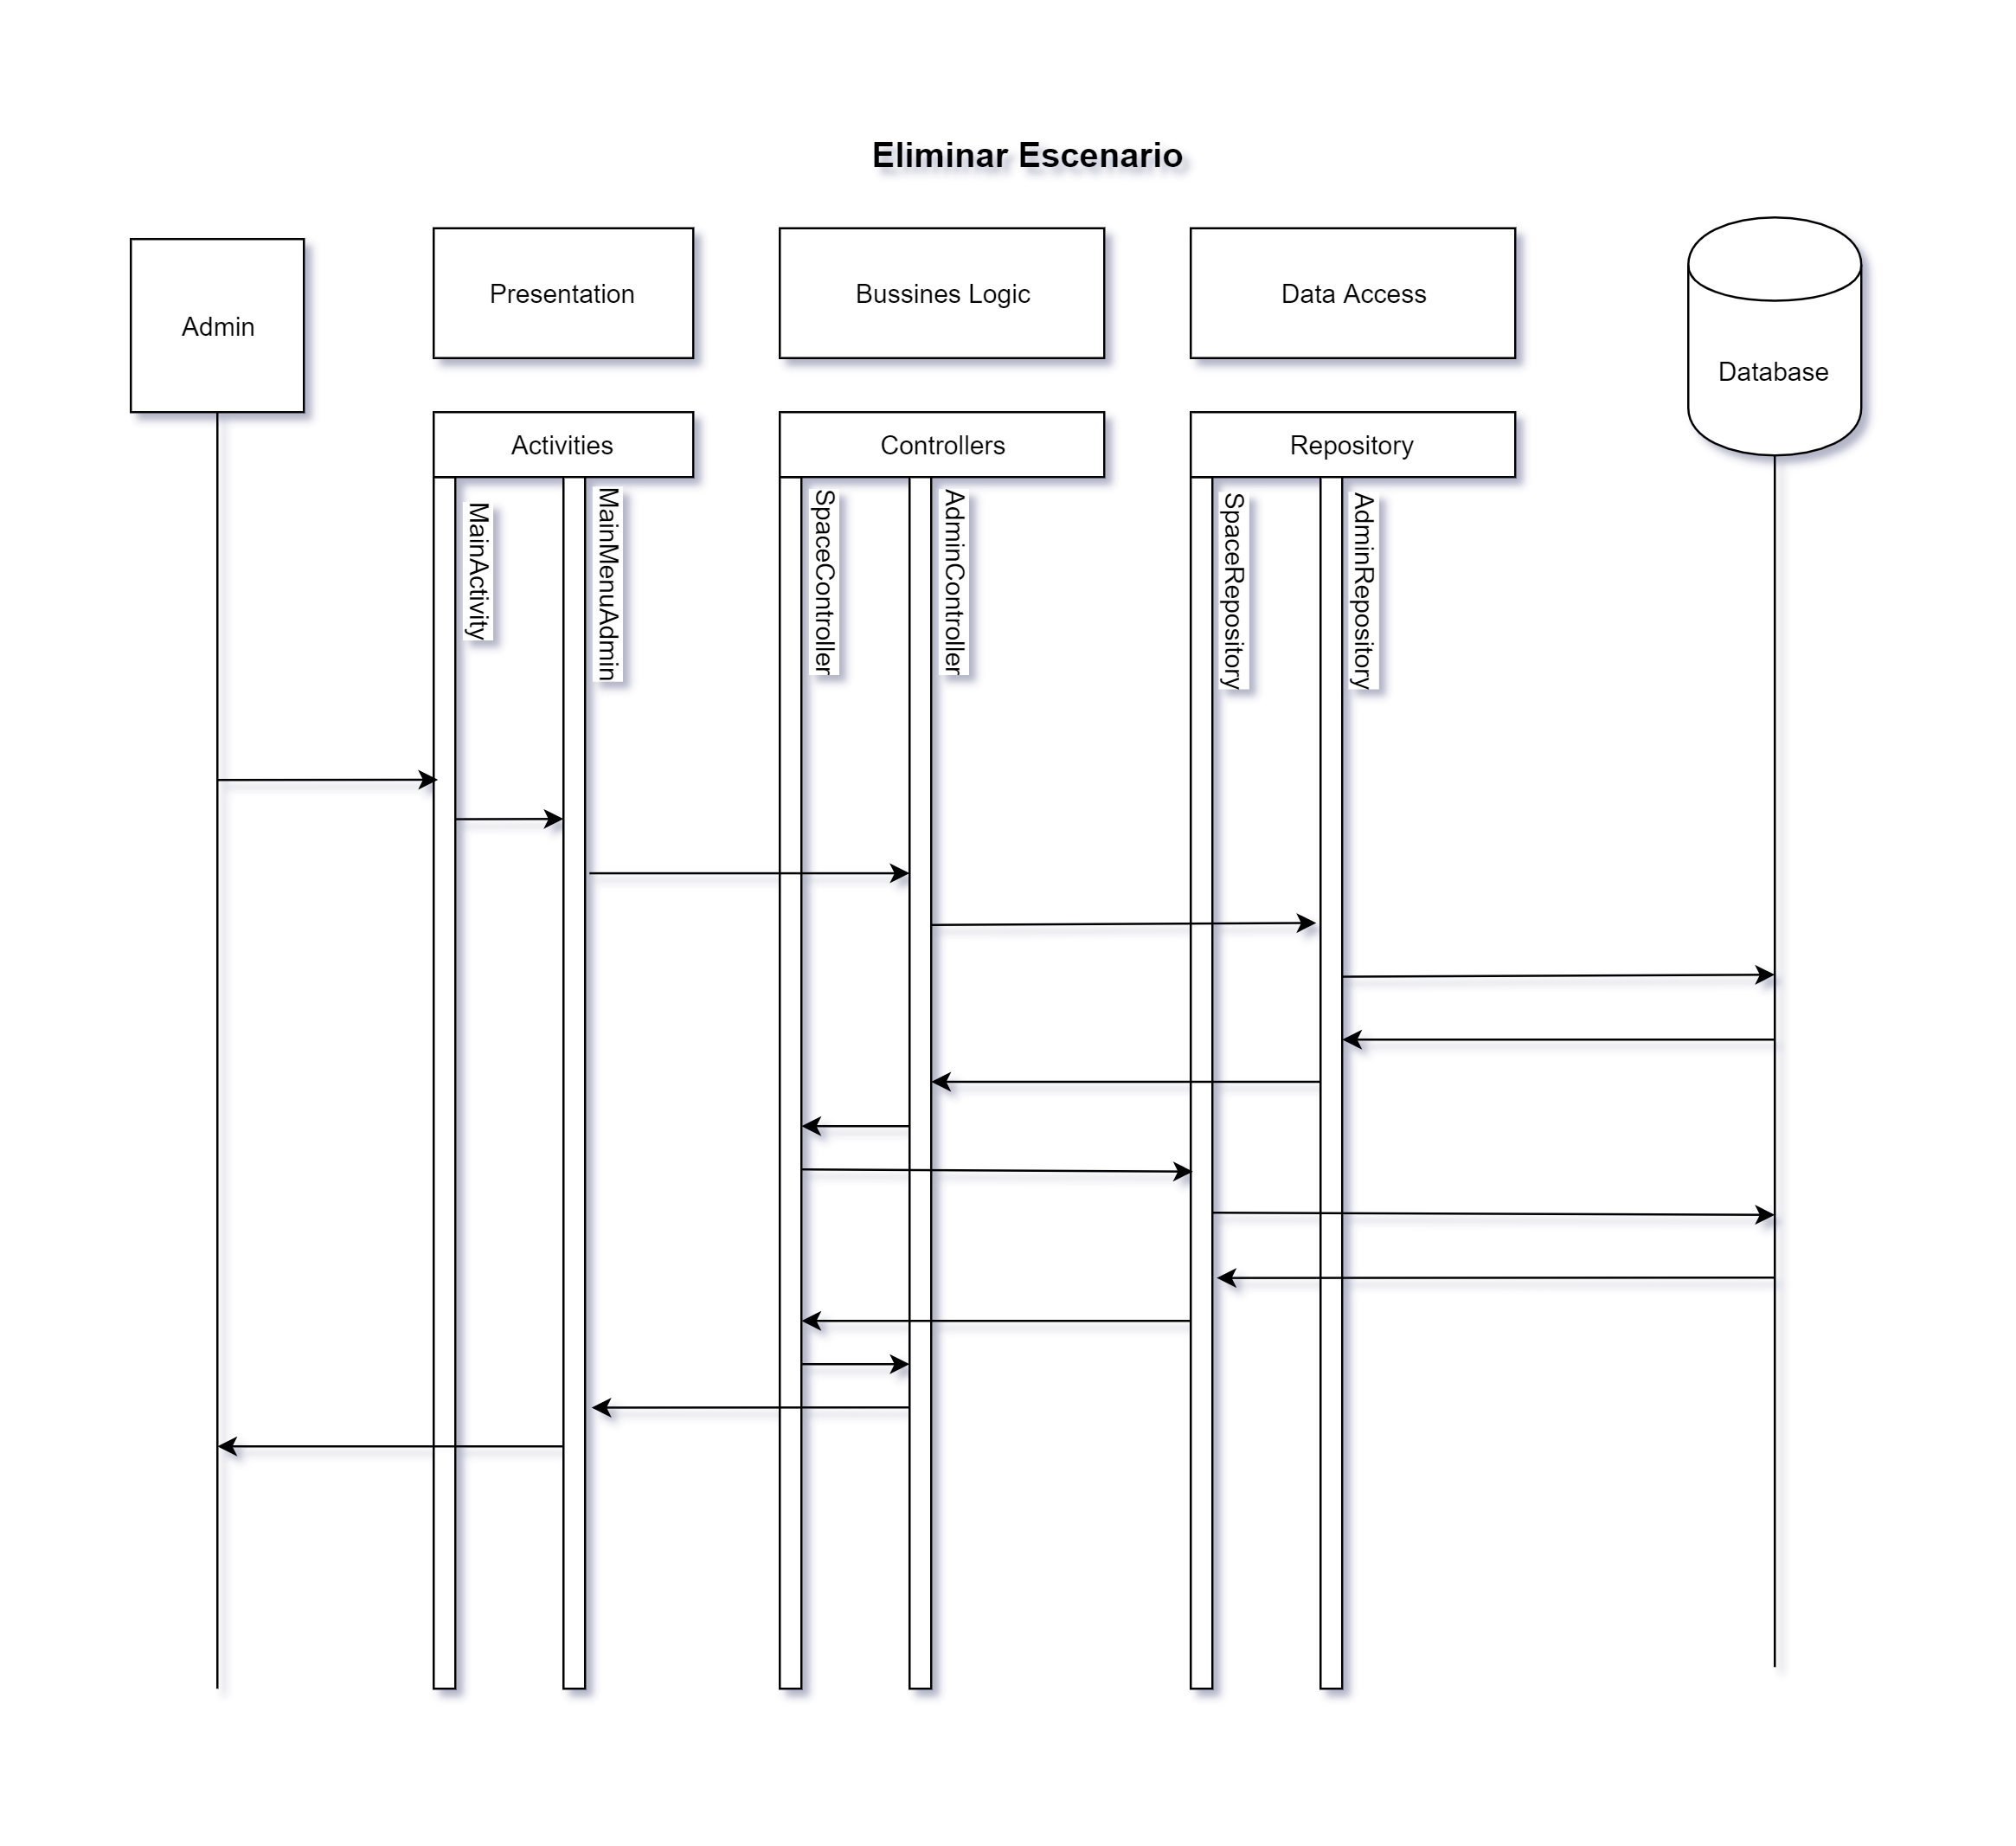 Eliminar Escenario
Admin
Presentation
Bussines Logic
Data Access
Database
Activities
Controllers
Repository
MainActivity
MainMenuAdmin
SpaceController
AdminController
SpaceRepository
AdminRepository